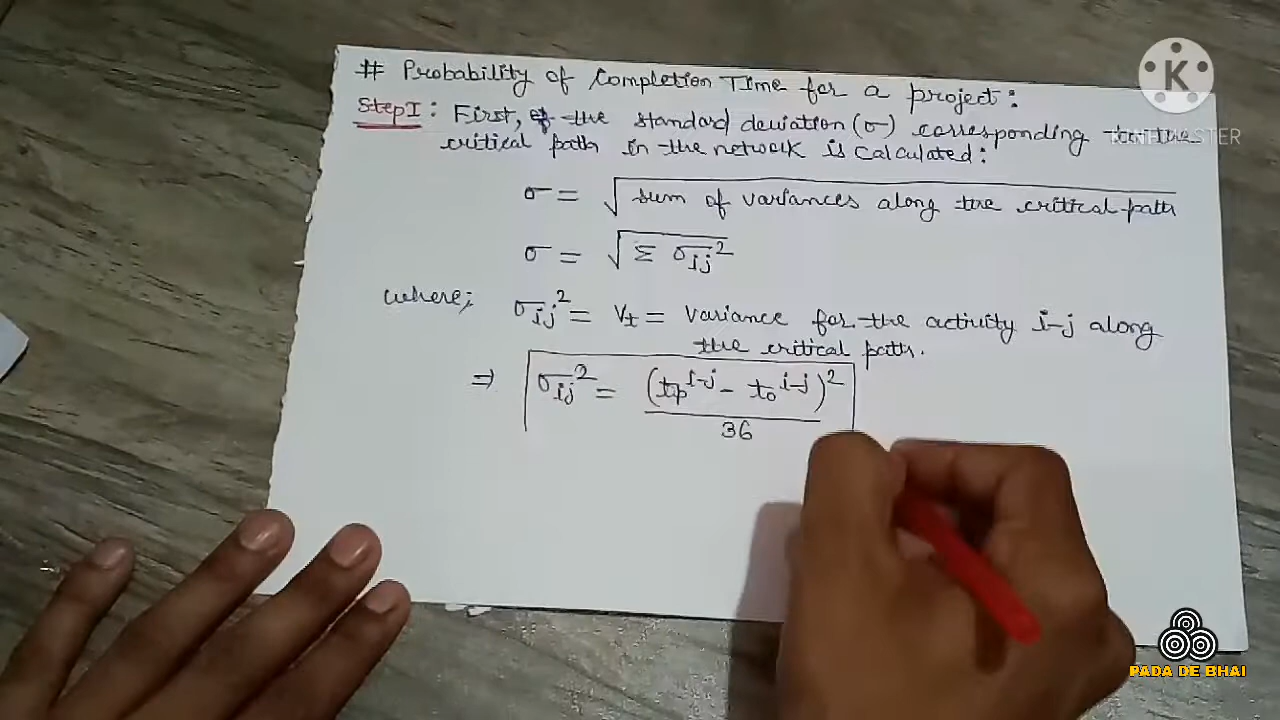 # Probability of Completion Time for a project:
Step I: First, of the standard deviation (σ) corresponding to the
critical path in the network is calculated:
σ = √sum of variances along the critical path
σ = √Σ σij²
where; σij² = Vt = variance for the activity i-j along
the critical path.
⇒ σij² = (tp^i-j - to^i-j)²
36
K
KINEMASTER
PADA DE BHAI